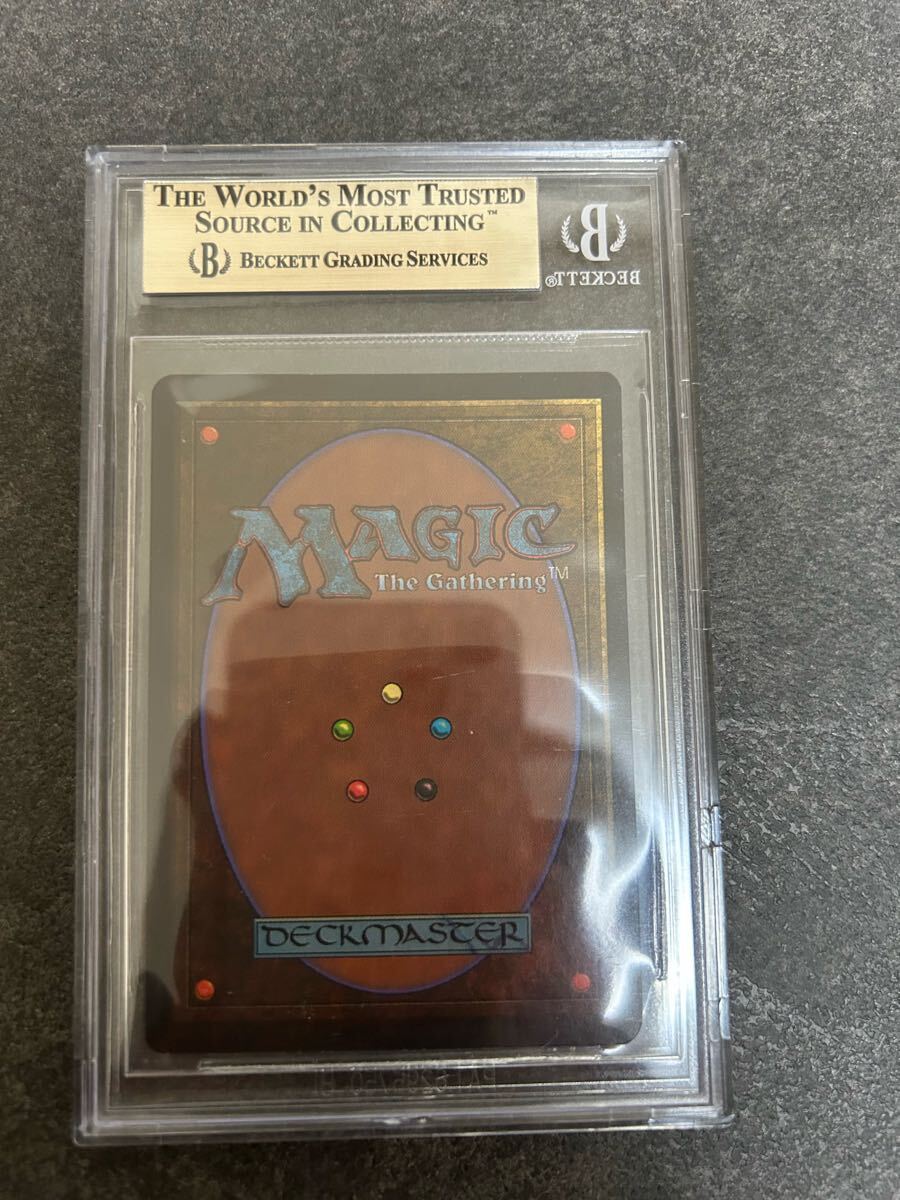 THE WORLD'S MOST TRUSTED
SOURCE IN COLLECTING™
B BECKETT GRADING SERVICES
B
BECKETT®
MAGIC
The Gathering™
DECKMASTER